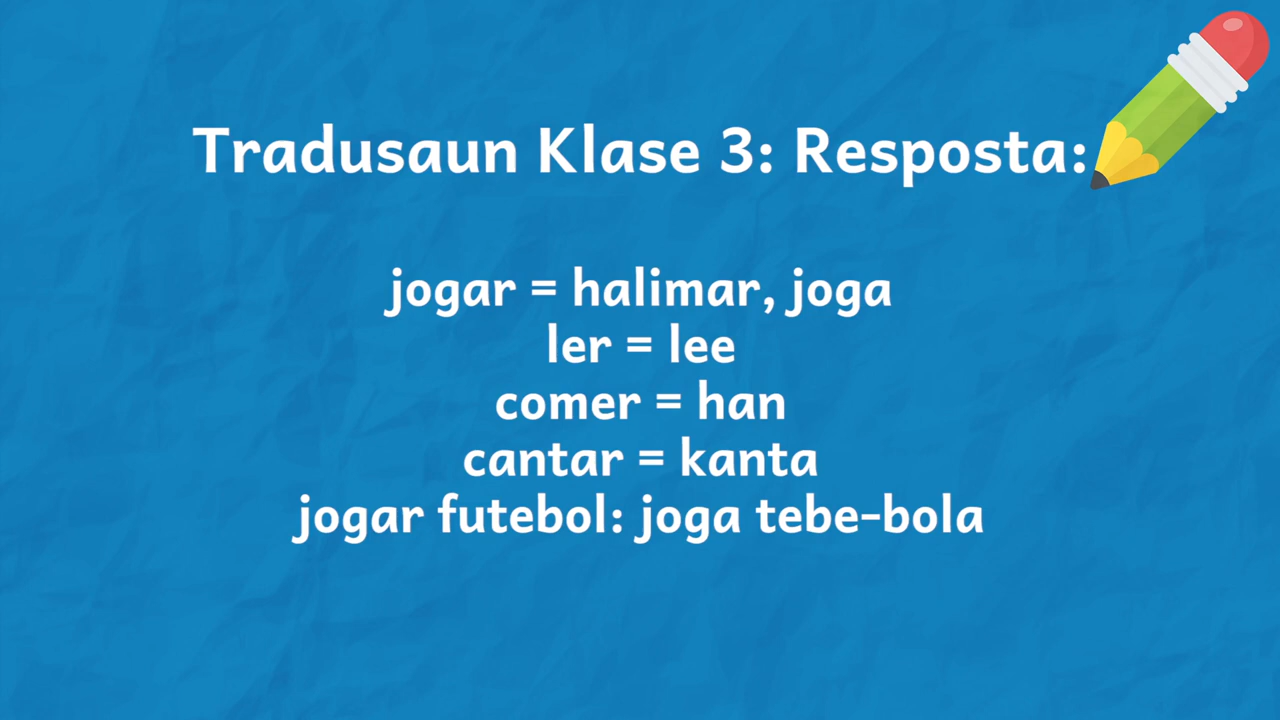 Tradusaun Klase 3: Resposta:
jogar = halimar, joga
ler = lee
comer = han
cantar = kanta
jogar futebol: joga tebe-bola